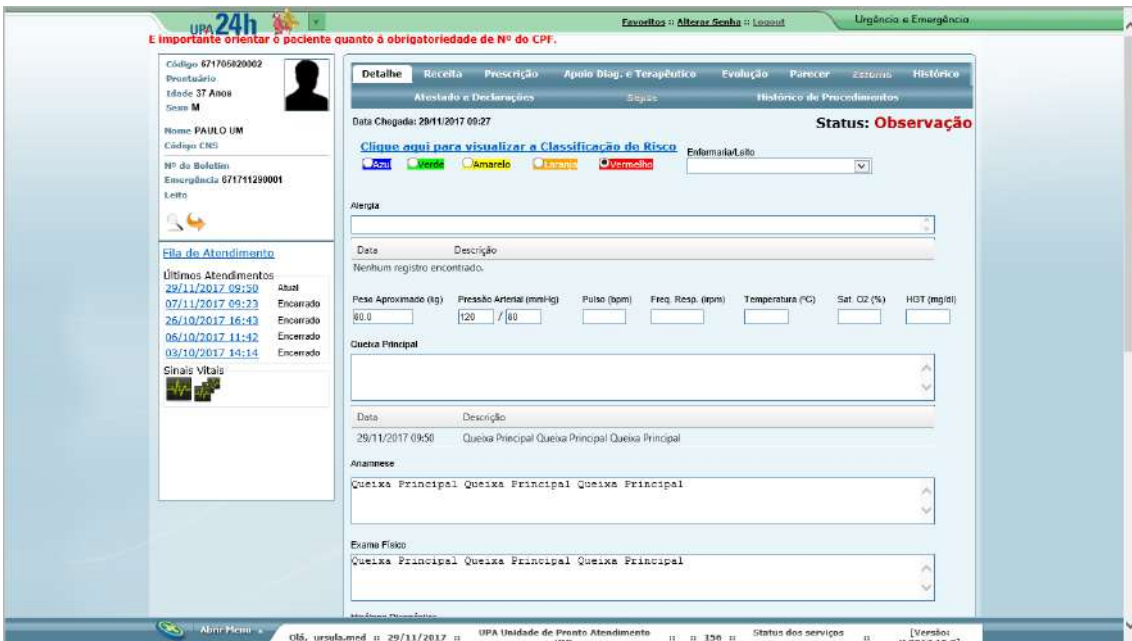 UPA 24h
Favoritos :: Alterar Senha :: Logout
Urgência e Emergência
É importante orientar o paciente quanto à obrigatoriedade de Nº do CPF.
Código 671705020002
Prontuário
Idade 37 Anos
Sexo M
Nome PAULO UM
Código CNS
Nº do Boletim
Emergência 671711290001
Leito
Fila de Atendimento
Últimos Atendimentos
29/11/2017 09:50 Atual
07/11/2017 09:23 Encerrado
26/10/2017 16:43 Encerrado
06/10/2017 11:42 Encerrado
03/10/2017 14:14 Encerrado
Sinais Vitais
Detalhe Receita Prescrição Apoio Diag. e Terapêutico Evolução Parecer Externo Histórico
Atestado e Declarações Sepse Histórico de Procedimentos
Data Chegada: 29/11/2017 09:27
Status: Observação
Clique aqui para visualizar a Classificação de Risco
Enfermaria/Leito
Azul Verde Amarelo Laranja Vermelho
Alergia
Data Descrição
Nenhum registro encontrado.
Peso Aproximado (kg) Pressão Arterial (mmHg) Pulso (bpm) Freq. Resp. (irpm) Temperatura (ºC) Sat. O2 (%) HGT (mg/dl)
80.0 120 / 80
Queixa Principal
Data Descrição
29/11/2017 09:50 Queixa Principal Queixa Principal Queixa Principal
Anamnese
Queixa Principal Queixa Principal Queixa Principal
Exame Físico
Queixa Principal Queixa Principal Queixa Principal
Abrir Menu
Olá, ursula.med :: 29/11/2017 :: UPA Unidade de Pronto Atendimento :: :: 156 :: Status dos serviços :: [Versão: